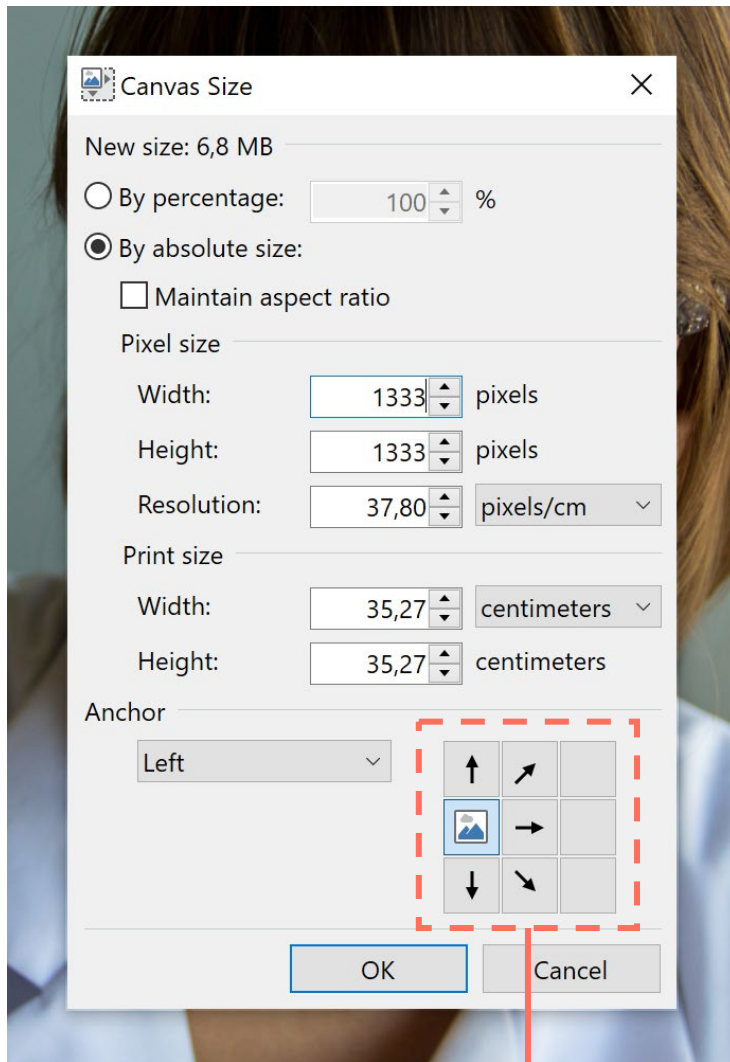 Canvas Size
New size: 6,8 MB
By percentage: 100 %
By absolute size:
Maintain aspect ratio
Pixel size
Width: 1333 pixels
Height: 1333 pixels
Resolution: 37,80 pixels/cm
Print size
Width: 35,27 centimeters
Height: 35,27 centimeters
Anchor
Left
OK Cancel